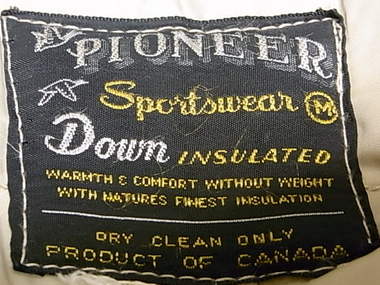 PIONEER
Sportswear M
Down INSULATED
WARMTH & COMFORT WITHOUT WEIGHT
WITH NATURES FINEST INSULATION
DRY CLEAN ONLY
PRODUCT OF CANADA